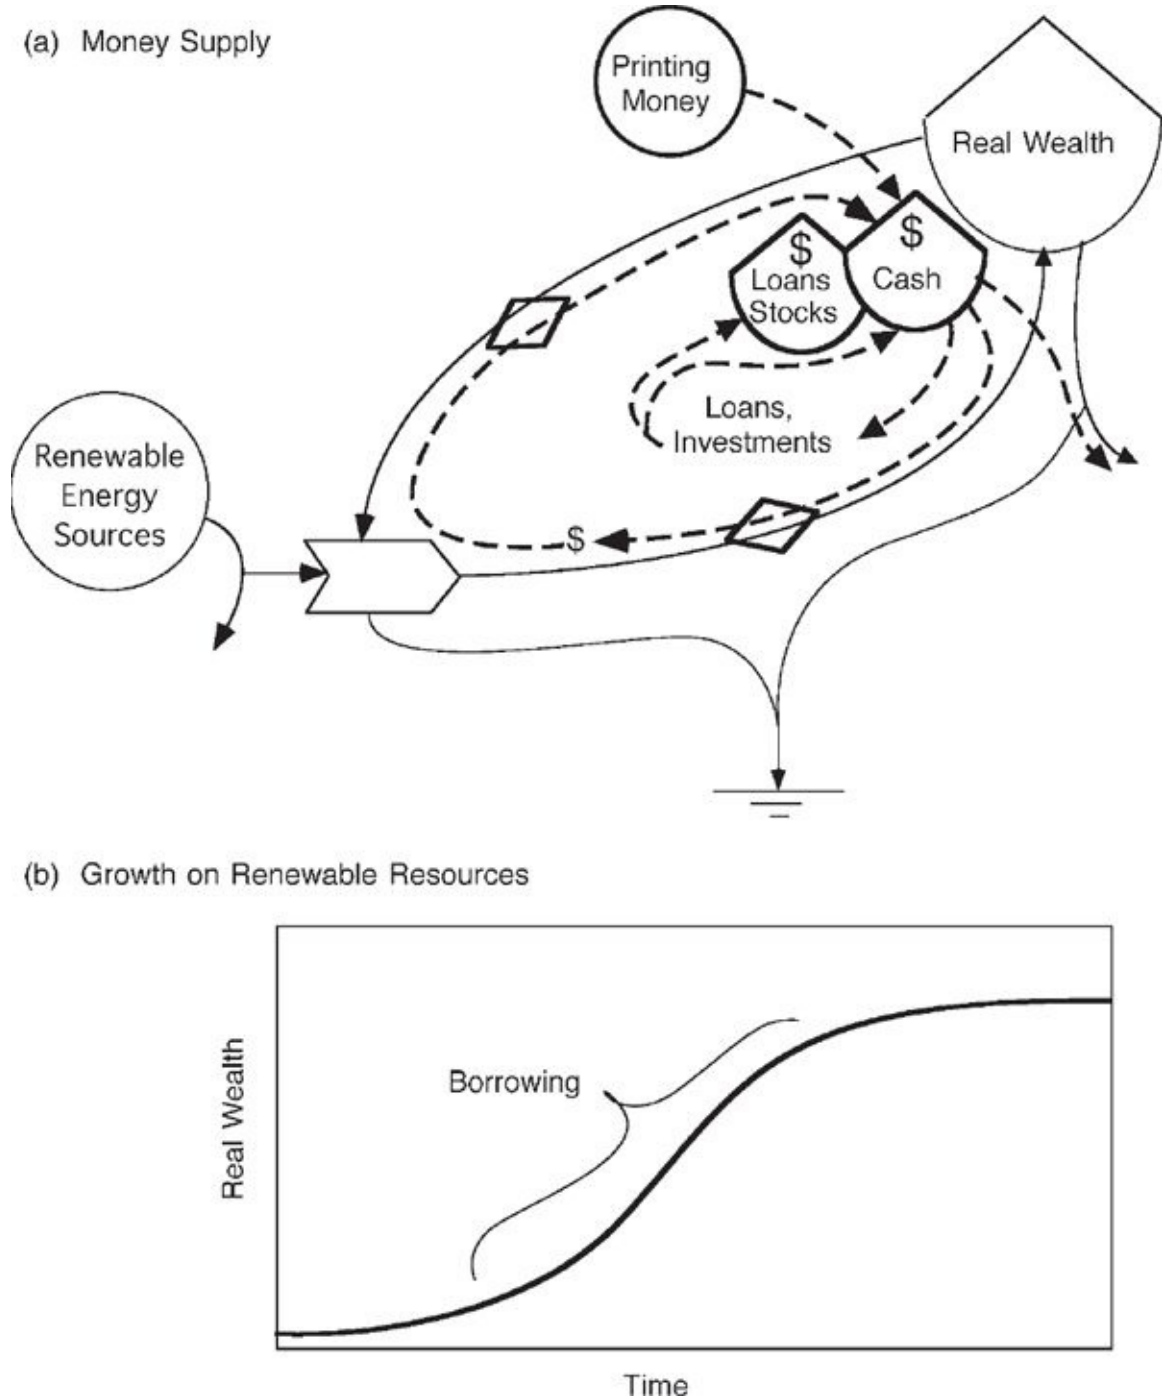 (a) Money Supply
Printing
Money
Real Wealth
$
$
Loans
Stocks
Cash
Loans,
Investments
Renewable
Energy
Sources
$
(b) Growth on Renewable Resources
Borrowing
Real Wealth
Time